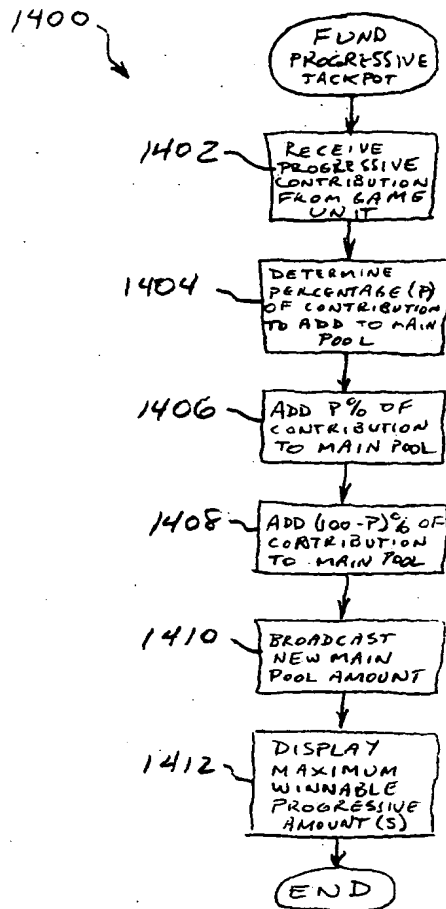 1400
FUND
PROGRESSIVE
JACKPOT
1402
RECEIVE
PROGRESSIVE
CONTRIBUTION
FROM GAME
UNIT
1404
DETERMINE
PERCENTAGE (P)
OF CONTRIBUTION
TO ADD TO MAIN
POOL
1406
ADD P% OF
CONTRIBUTION
TO MAIN POOL
1408
ADD (100-P)% OF
CONTRIBUTION
TO MAIN POOL
1410
BROADCAST
NEW MAIN
POOL AMOUNT
1412
DISPLAY
MAXIMUM
WINNABLE
PROGRESSIVE
AMOUNT(S)
END